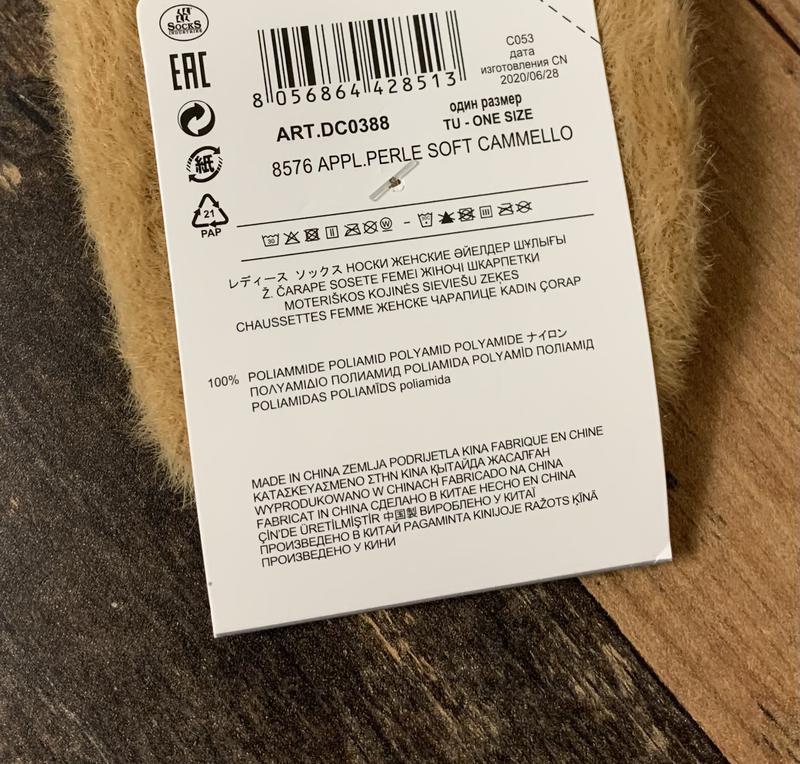 SOCKS
INDUSTRIES
EAC
8 056864 428513
C053
дата
изготовления CN
2020/06/28
ART.DC0388
один размер
TU - ONE SIZE
8576 APPL.PERLE SOFT CAMMELLO
紙
21
PAP
レディース ソックス НОСКИ ЖЕНСКИЕ ӘЙЕЛДЕР ШҰЛЫҒЫ
Ž. ČARAPE SOSETE FEMEI ЖІНОЧІ ШКАРПЕТКИ
MOTERIŠKOS KOJINĖS SIEVIEŠU ZEĶES
CHAUSSETTES FEMME ЖЕНСКЕ ЧАРАПИЦЕ KADIN ÇORAP
100% POLIAMMIDE POLIAMID POLYAMID POLYAMIDE ナイロン
ΠΟΛΥΑΜΙΔΙΟ ПОЛИАМИД POLIAMIDA POLYAMİD ПОЛІАМІД
POLIAMIDAS POLIAMĪDS poliamida
MADE IN CHINA ZEMLJA PODRIJETLA KINA FABRIQUE EN CHINE
ΚΑΤΑΣΚΕΥΑΣΜΕΝΟ ΣΤΗΝ ΚΙΝΑ ҚЫТАЙДА ЖАСАЛҒАН
WYPRODUKOWANO W CHINACH FABRICADO NA CHINA
FABRICAT IN CHINA СДЕЛАНО В КИТАЕ HECHO EN CHINA
ÇİN'DE ÜRETİLMİŞTİR 中国製 ВИРОБЛЕНО У КИТАЇ
ПРОИЗВЕДЕНО В КИТАЙ PAGAMINTA KINIJOJE RAŽOTS ĶĪNĀ
ПРОИЗВЕДЕНО У КИНИ